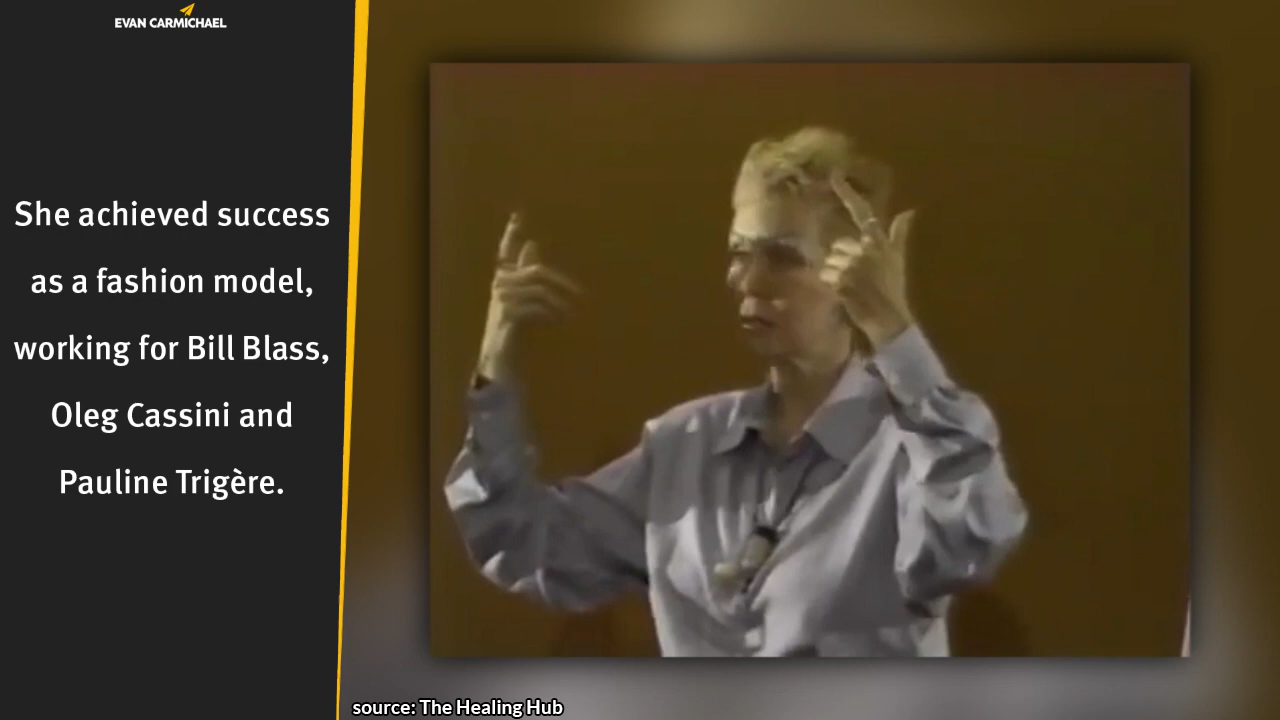 EVAN CARMICHAEL
She achieved success
as a fashion model,
working for Bill Blass,
Oleg Cassini and
Pauline Trigère.
source: The Healing Hub